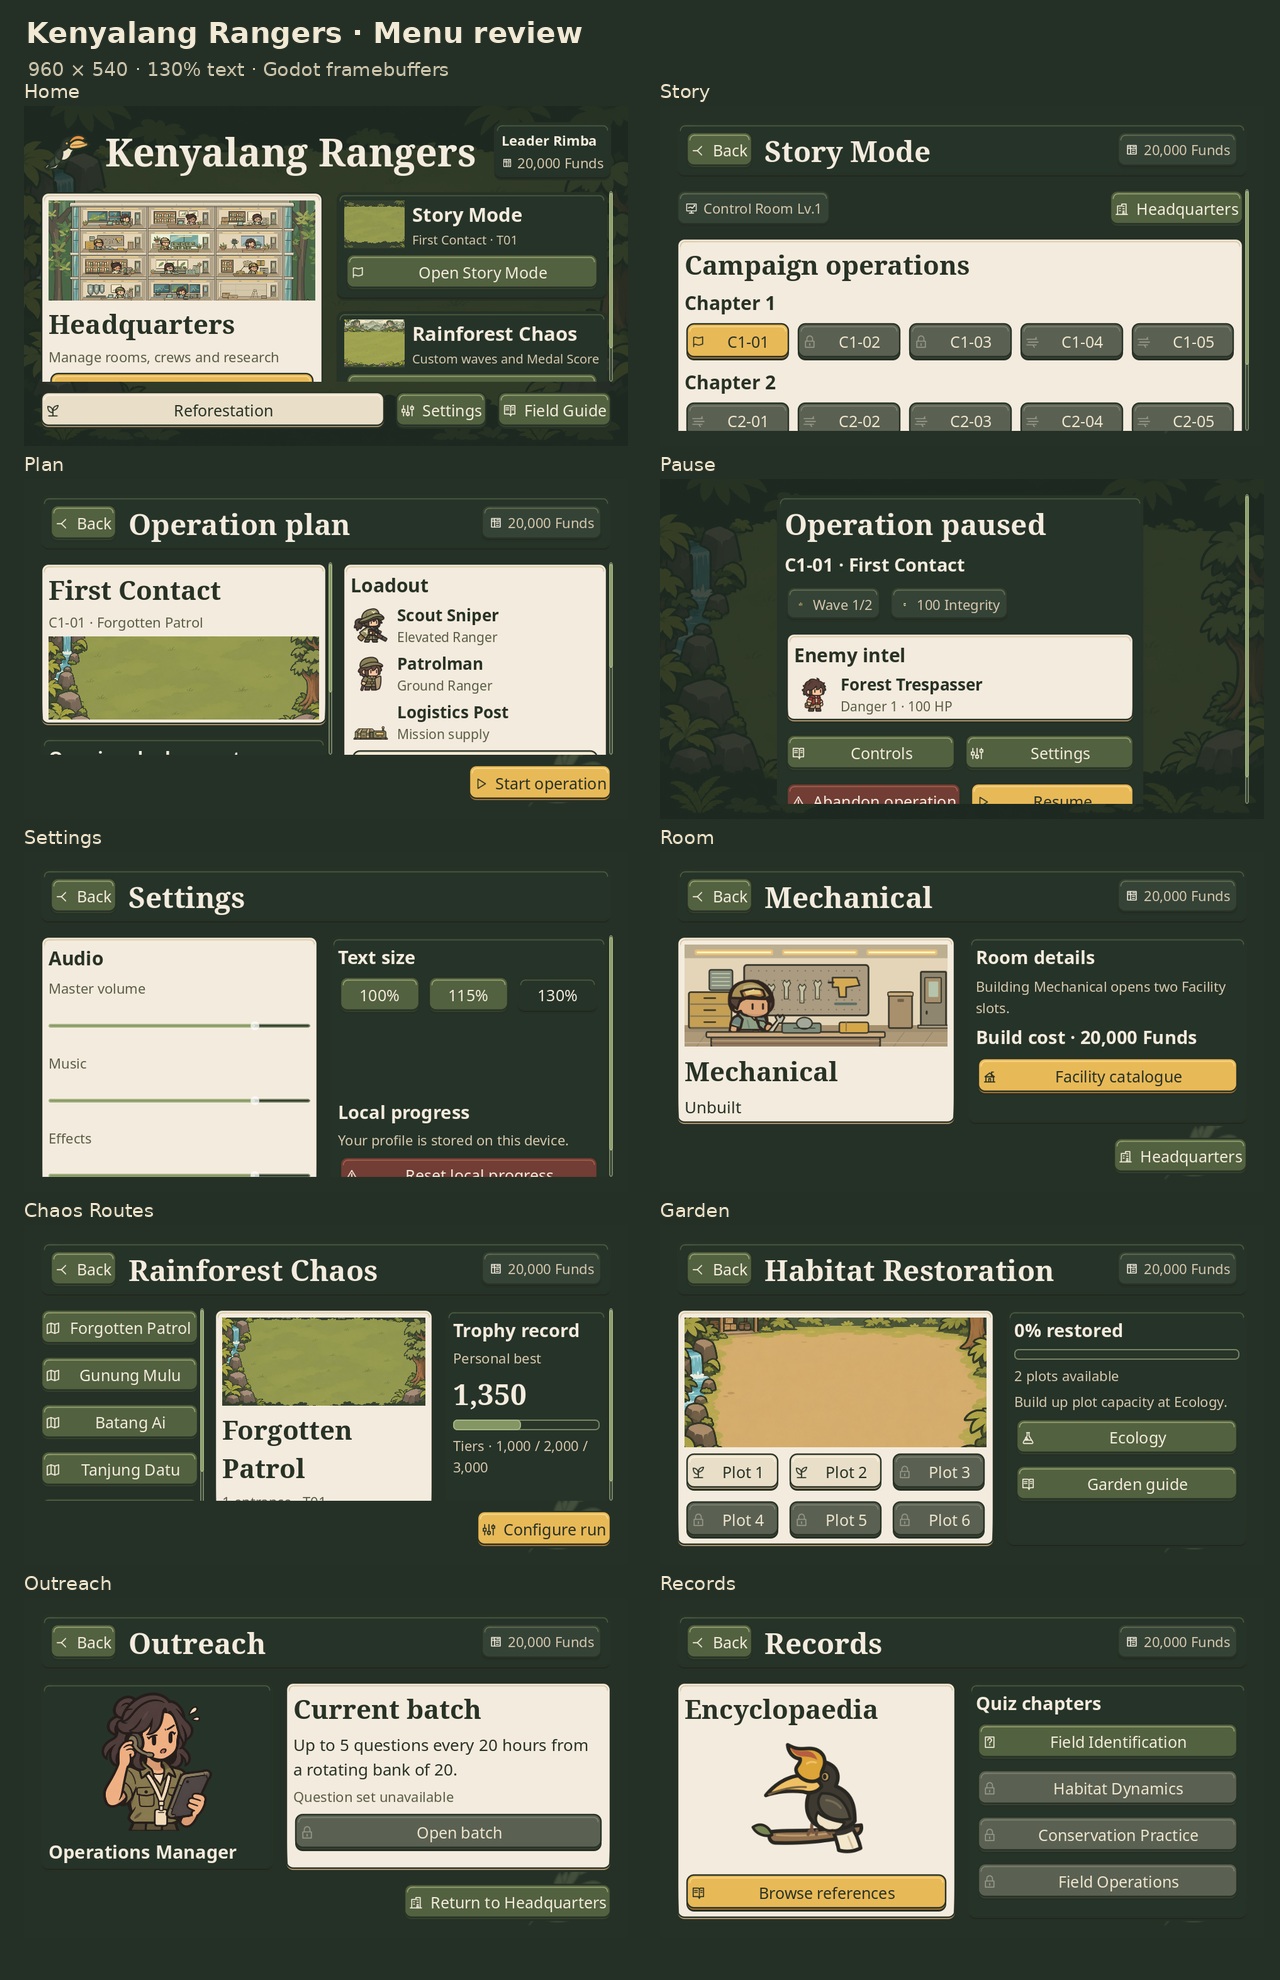 Kenyalang Rangers · Menu review
960 × 540 · 130% text · Godot framebuffers
Home
Kenyalang Rangers
Leader Rimba
20,000 Funds
Headquarters
Manage rooms, crews and research
Story Mode
First Contact · T01
Open Story Mode
Rainforest Chaos
Custom waves and Medal Score
Reforestation
Settings
Field Guide
Story
Back
Story Mode
20,000 Funds
Control Room Lv.1
Headquarters
Campaign operations
Chapter 1
C1-01
C1-02
C1-03
C1-04
C1-05
Chapter 2
C2-01
C2-02
C2-03
C2-04
C2-05
Plan
Back
Operation plan
20,000 Funds
First Contact
C1-01 · Forgotten Patrol
Loadout
Scout Sniper
Elevated Ranger
Patrolman
Ground Ranger
Logistics Post
Mission supply
Start operation
Pause
Operation paused
C1-01 · First Contact
Wave 1/2
100 Integrity
Enemy intel
Forest Trespasser
Danger 1 · 100 HP
Controls
Settings
Abandon operation
Resume
Settings
Back
Settings
Audio
Master volume
Music
Effects
Text size
100%
115%
130%
Local progress
Your profile is stored on this device.
Reset local progress
Room
Back
Mechanical
20,000 Funds
Mechanical
Unbuilt
Room details
Building Mechanical opens two Facility
slots.
Build cost · 20,000 Funds
Facility catalogue
Headquarters
Chaos Routes
Back
Rainforest Chaos
20,000 Funds
Forgotten Patrol
Gunung Mulu
Batang Ai
Tanjung Datu
Forgotten
Patrol
1 entrance · T01
Trophy record
Personal best
1,350
Tiers · 1,000 / 2,000 /
3,000
Configure run
Garden
Back
Habitat Restoration
20,000 Funds
Plot 1
Plot 2
Plot 3
Plot 4
Plot 5
Plot 6
0% restored
2 plots available
Build up plot capacity at Ecology.
Ecology
Garden guide
Outreach
Back
Outreach
20,000 Funds
Operations Manager
Current batch
Up to 5 questions every 20 hours from
a rotating bank of 20.
Question set unavailable
Open batch
Return to Headquarters
Records
Back
Records
20,000 Funds
Encyclopaedia
Browse references
Quiz chapters
Field Identification
Habitat Dynamics
Conservation Practice
Field Operations